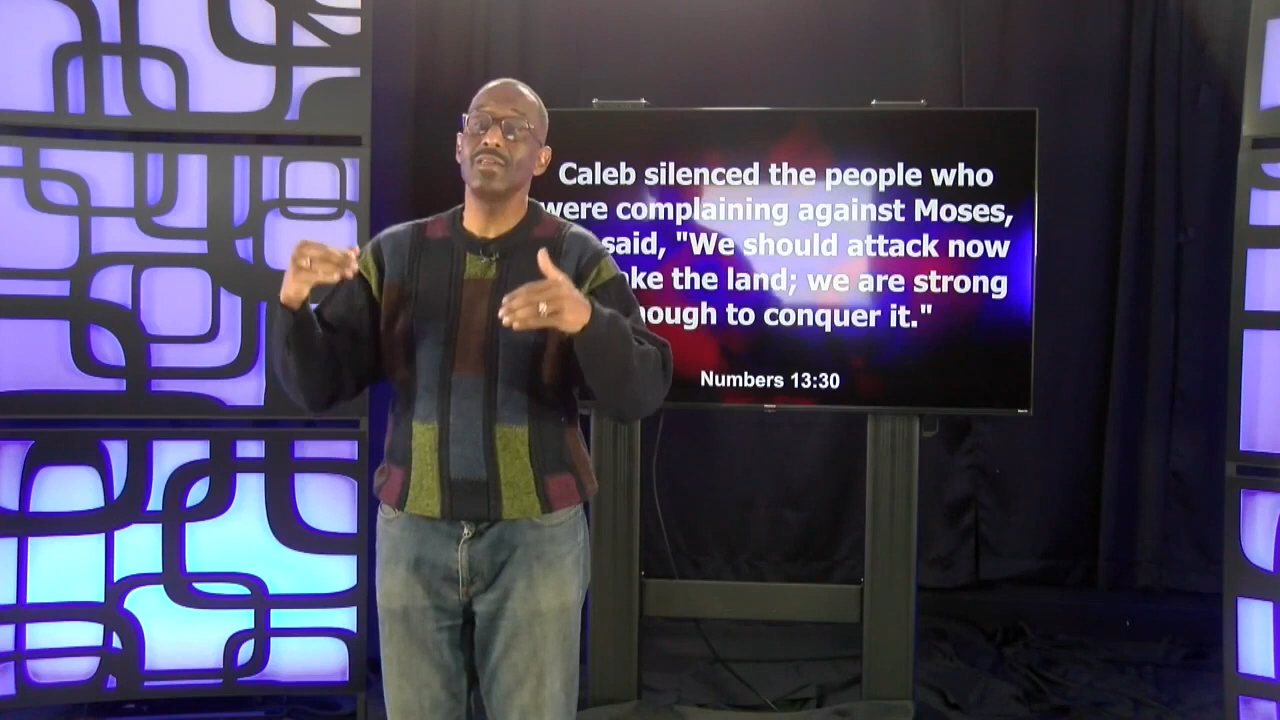 Caleb silenced the people who
were complaining against Moses,
said, "We should attack now
the land; we are strong
to conquer it."
Numbers 13:30